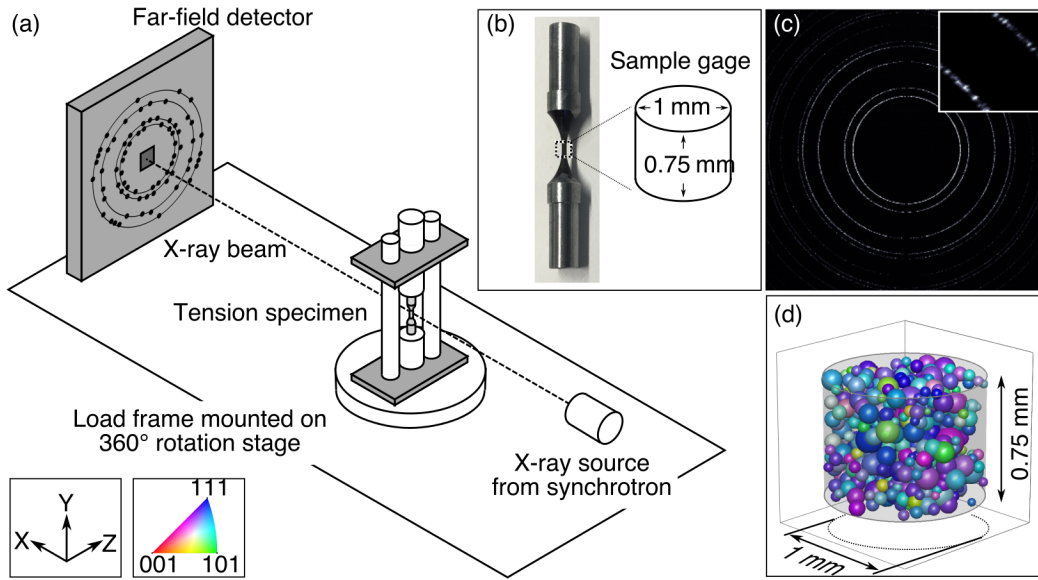 (a)
Far-field detector
X-ray beam
Tension specimen
Load frame mounted on
360° rotation stage
X-ray source
from synchrotron
Y
X
Z
111
001
101
(b)
Sample gage
1 mm
0.75 mm
(c)
(d)
0.75 mm
1 mm